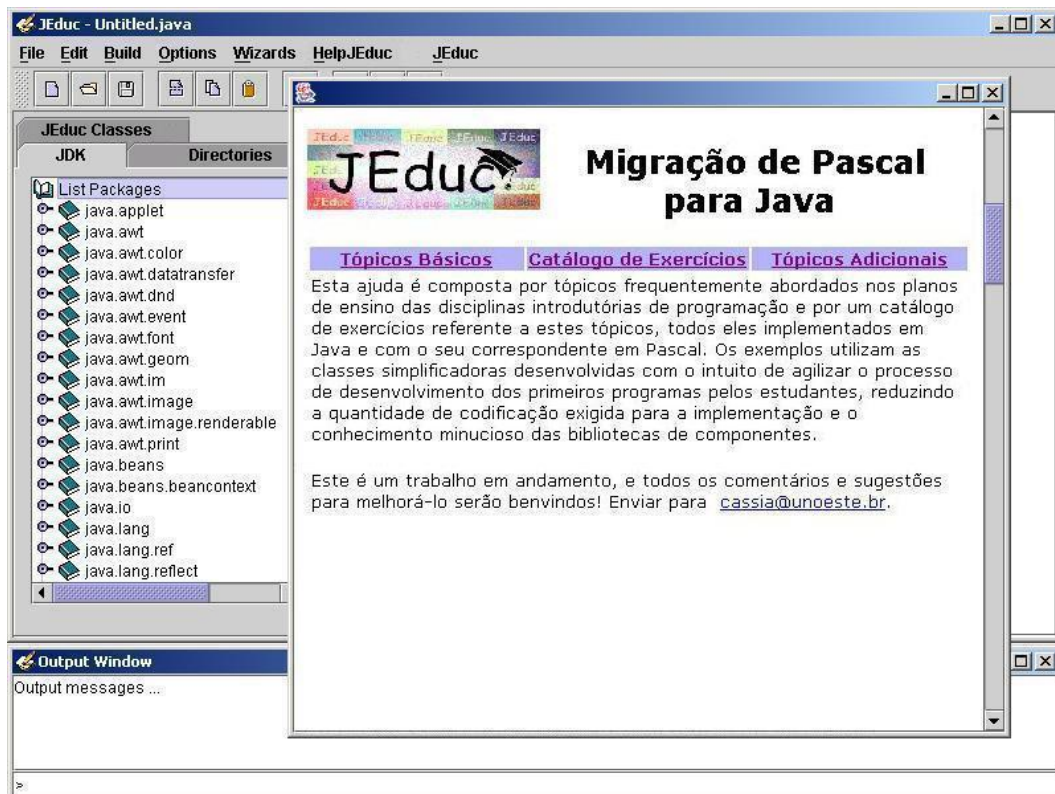 JEduc - Untitled.java
File Edit Build Options Wizards HelpJEduc JEduc
JEduc Classes
JDK Directories
List Packages
java.applet
java.awt
java.awt.color
java.awt.datatransfer
java.awt.dnd
java.awt.event
java.awt.font
java.awt.geom
java.awt.im
java.awt.image
java.awt.image.renderable
java.awt.print
java.beans
java.beans.beancontext
java.io
java.lang
java.lang.ref
java.lang.reflect
JEduc
Migração de Pascal
para Java
Tópicos Básicos Catálogo de Exercícios Tópicos Adicionais
Esta ajuda é composta por tópicos frequentemente abordados nos planos
de ensino das disciplinas introdutórias de programação e por um catálogo
de exercícios referente a estes tópicos, todos eles implementados em
Java e com o seu correspondente em Pascal. Os exemplos utilizam as
classes simplificadoras desenvolvidas com o intuito de agilizar o processo
de desenvolvimento dos primeiros programas pelos estudantes, reduzindo
a quantidade de codificação exigida para a implementação e o
conhecimento minucioso das bibliotecas de componentes.
Este é um trabalho em andamento, e todos os comentários e sugestões
para melhorá-lo serão benvindos! Enviar para cassia@unoeste.br.
Output Window
Output messages ...
>